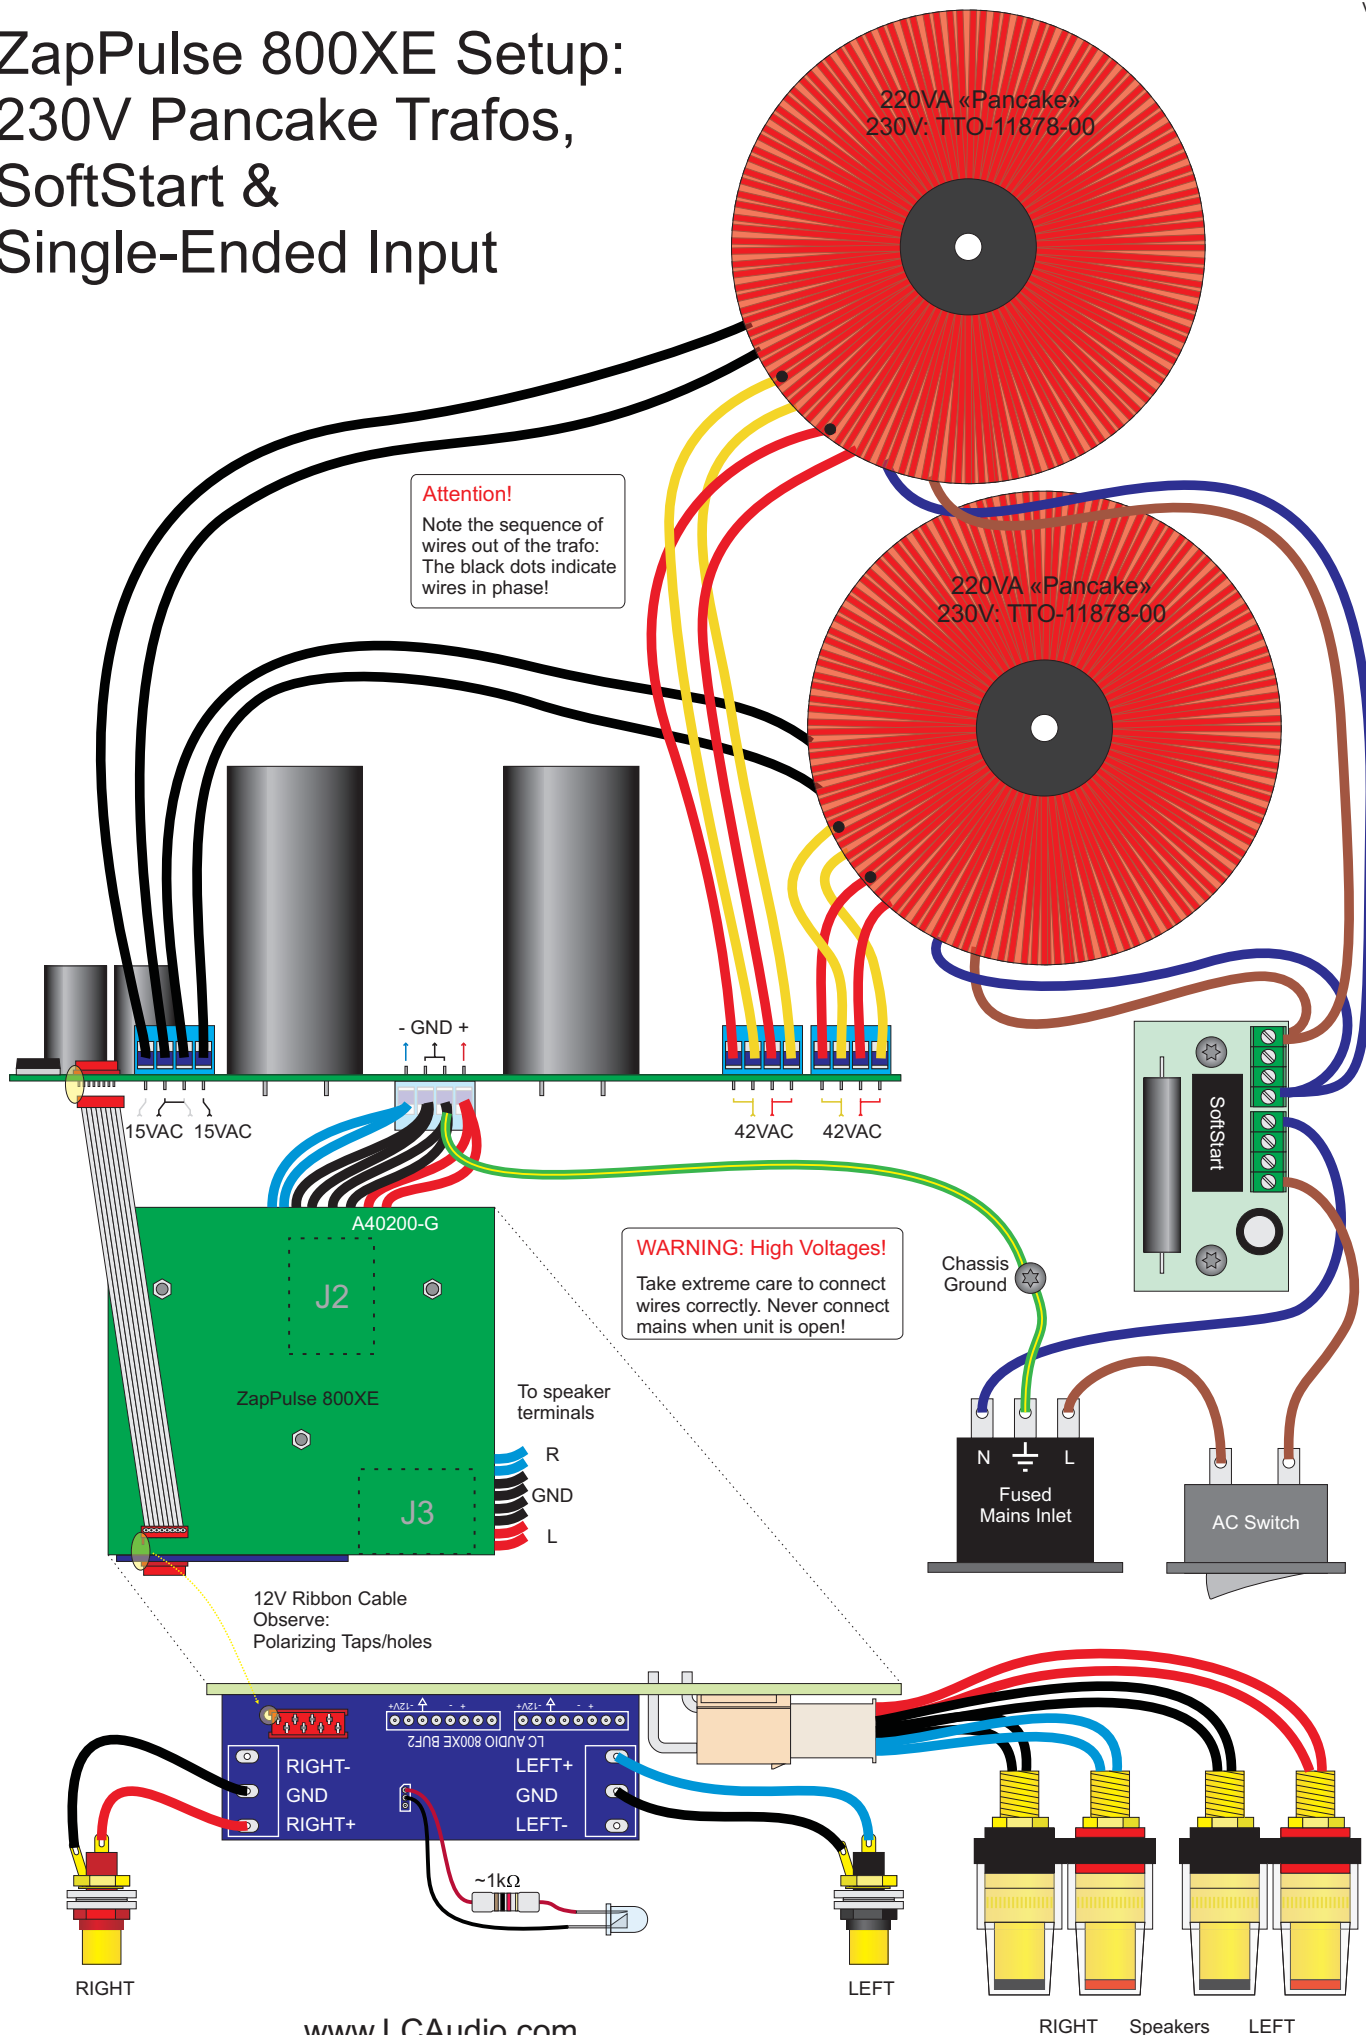 ZapPulse 800XE Setup:
230V Pancake Trafos,
SoftStart &
Single-Ended Input
220VA «Pancake»
230V: TTO-11878-00
Attention!
Note the sequence of
wires out of the trafo:
The black dots indicate
wires in phase!
220VA «Pancake»
230V: TTO-11878-00
- GND +
15VAC 15VAC
42VAC 42VAC
SoftStart
A40200-G
J2
WARNING: High Voltages!
Take extreme care to connect
wires correctly. Never connect
mains when unit is open!
Chassis
Ground
ZapPulse 800XE
To speaker
terminals
R
GND
L
J3
N L
Fused
Mains Inlet
AC Switch
12V Ribbon Cable
Observe:
Polarizing Taps/holes
-12V+ - +
-12V+ - +
LC AUDIO 800XE BUF2
RIGHT-
GND
RIGHT+
LEFT+
GND
LEFT-
~1kΩ
RIGHT
LEFT
RIGHT Speakers LEFT
www.LCAudio.com